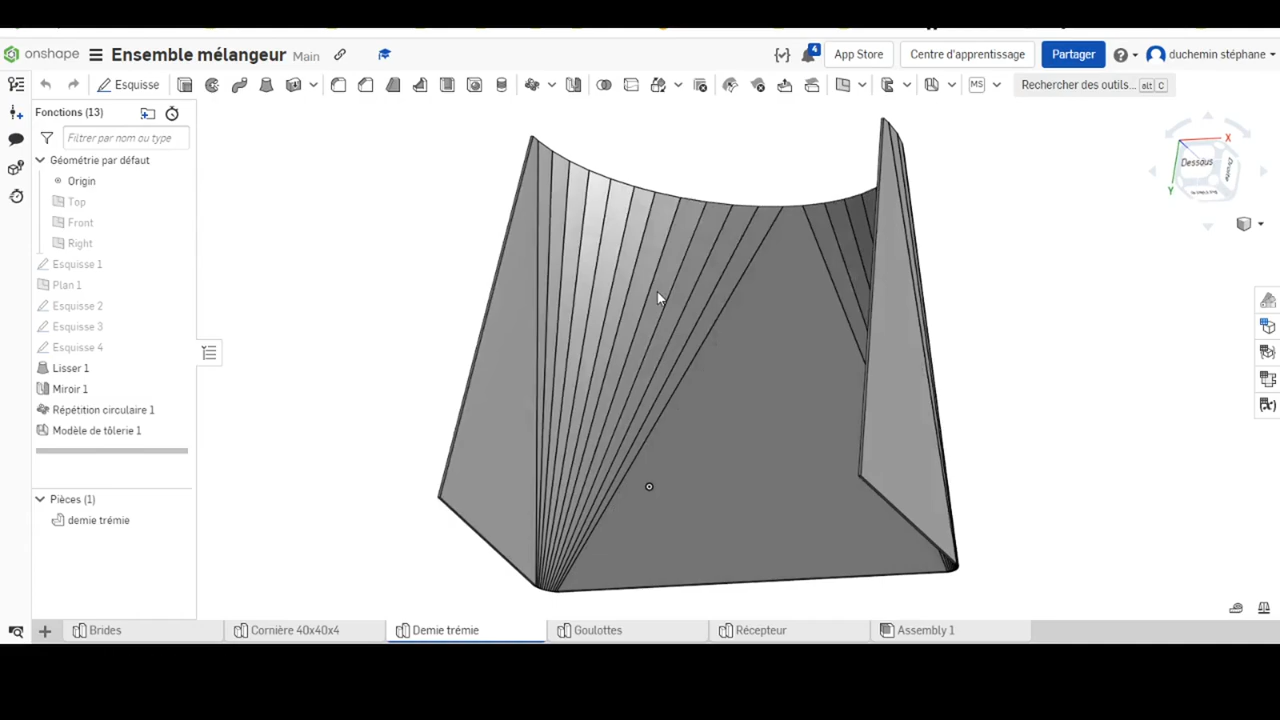 onshape Ensemble mélangeur Main 4 App Store Centre d'apprentissage Partager duchemin stéphane
Esquisse MS Rechercher des outils... alt C
Fonctions (13)
Filtrer par nom ou type
Géométrie par défaut
Origin
Top
Front
Right
Esquisse 1
Plan 1
Esquisse 2
Esquisse 3
Esquisse 4
Lisser 1
Miroir 1
Répétition circulaire 1
Modèle de tôlerie 1
Pièces (1)
demie trémie
X
Dessous
Y
Brides Cornière 40x40x4 Demie trémie Goulottes Récepteur Assembly 1